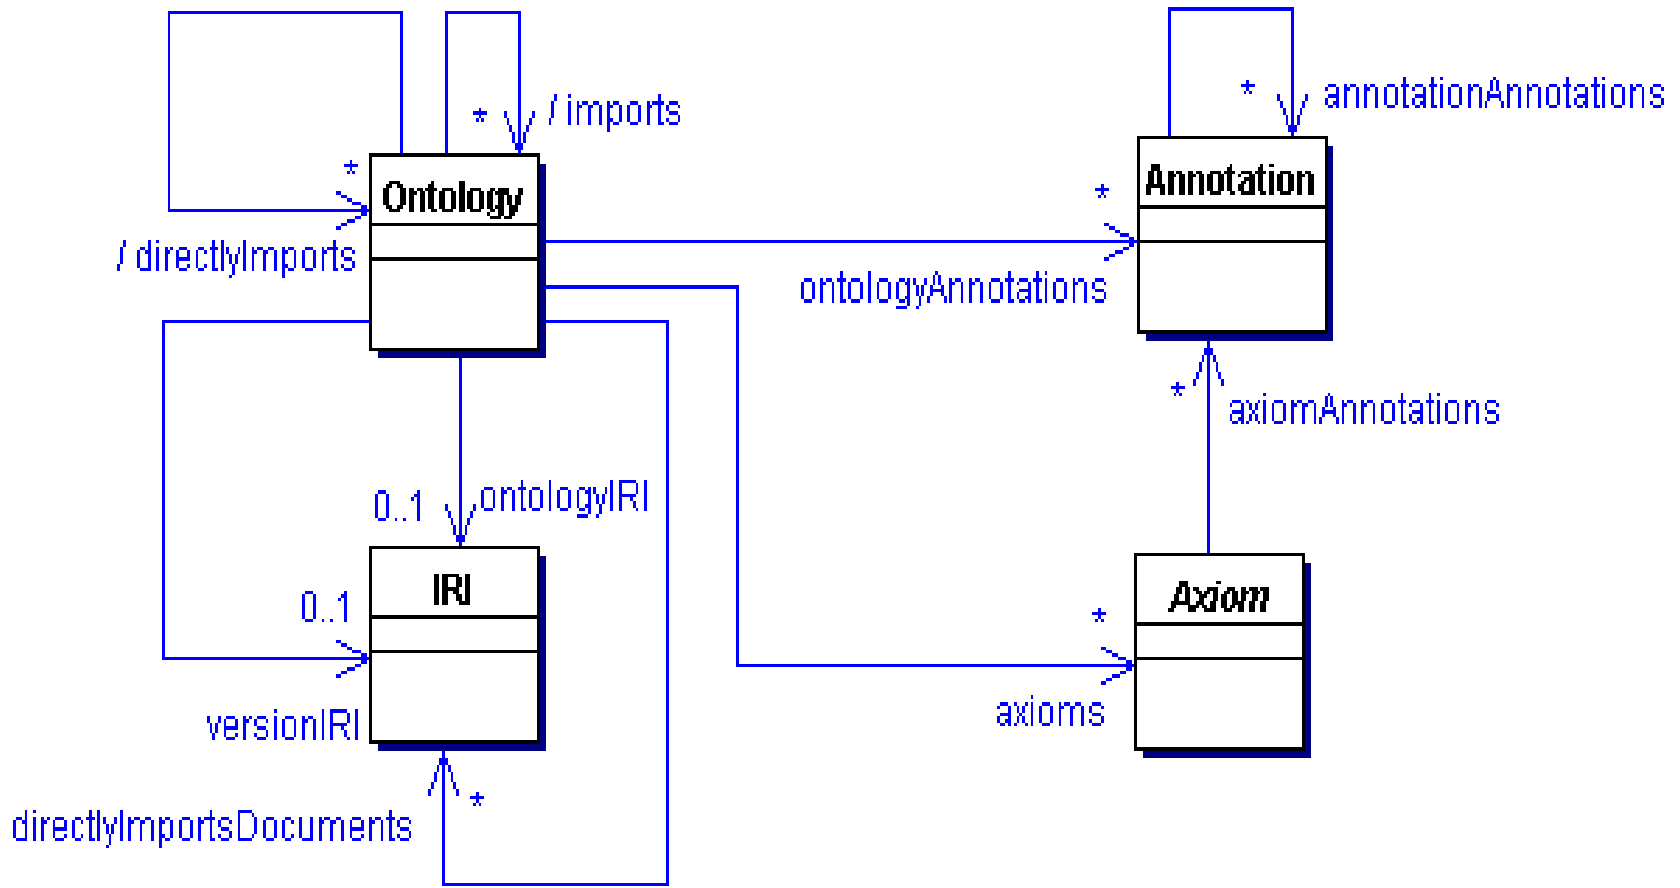 * annotationAnnotations
* / imports
*
Ontology
Annotation
*
/ directlyImports
ontologyAnnotations
*
axiomAnnotations
0..1 ontologyIRI
IRI
Axiom
0..1
*
versionIRI
axioms
*
directlyImportsDocuments